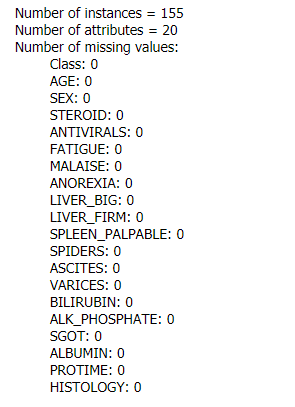 Number of instances = 155
Number of attributes = 20
Number of missing values:
Class: 0
AGE: 0
SEX: 0
STEROID: 0
ANTIVIRALS: 0
FATIGUE: 0
MALAISE: 0
ANOREXIA: 0
LIVER_BIG: 0
LIVER_FIRM: 0
SPLEEN_PALPABLE: 0
SPIDERS: 0
ASCITES: 0
VARICES: 0
BILIRUBIN: 0
ALK_PHOSPHATE: 0
SGOT: 0
ALBUMIN: 0
PROTIME: 0
HISTOLOGY: 0